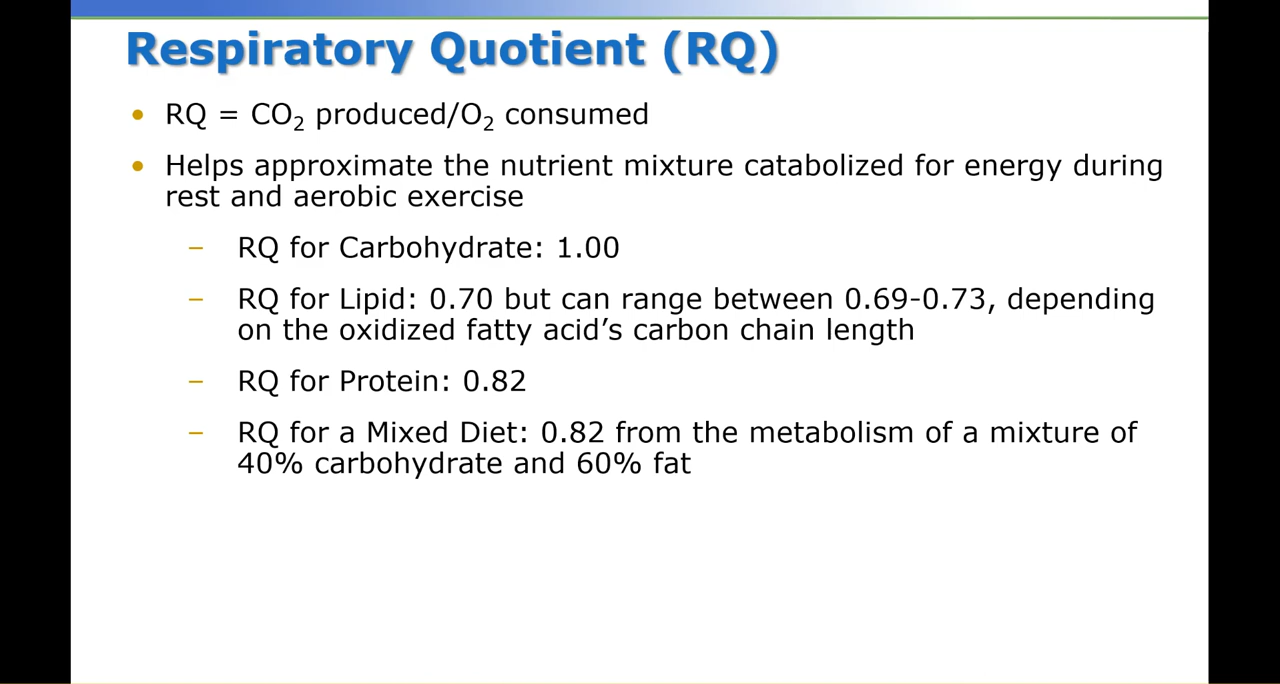 Respiratory Quotient (RQ)
• RQ = CO₂ produced/O₂ consumed
• Helps approximate the nutrient mixture catabolized for energy during
rest and aerobic exercise
– RQ for Carbohydrate: 1.00
– RQ for Lipid: 0.70 but can range between 0.69-0.73, depending
on the oxidized fatty acid’s carbon chain length
– RQ for Protein: 0.82
– RQ for a Mixed Diet: 0.82 from the metabolism of a mixture of
40% carbohydrate and 60% fat